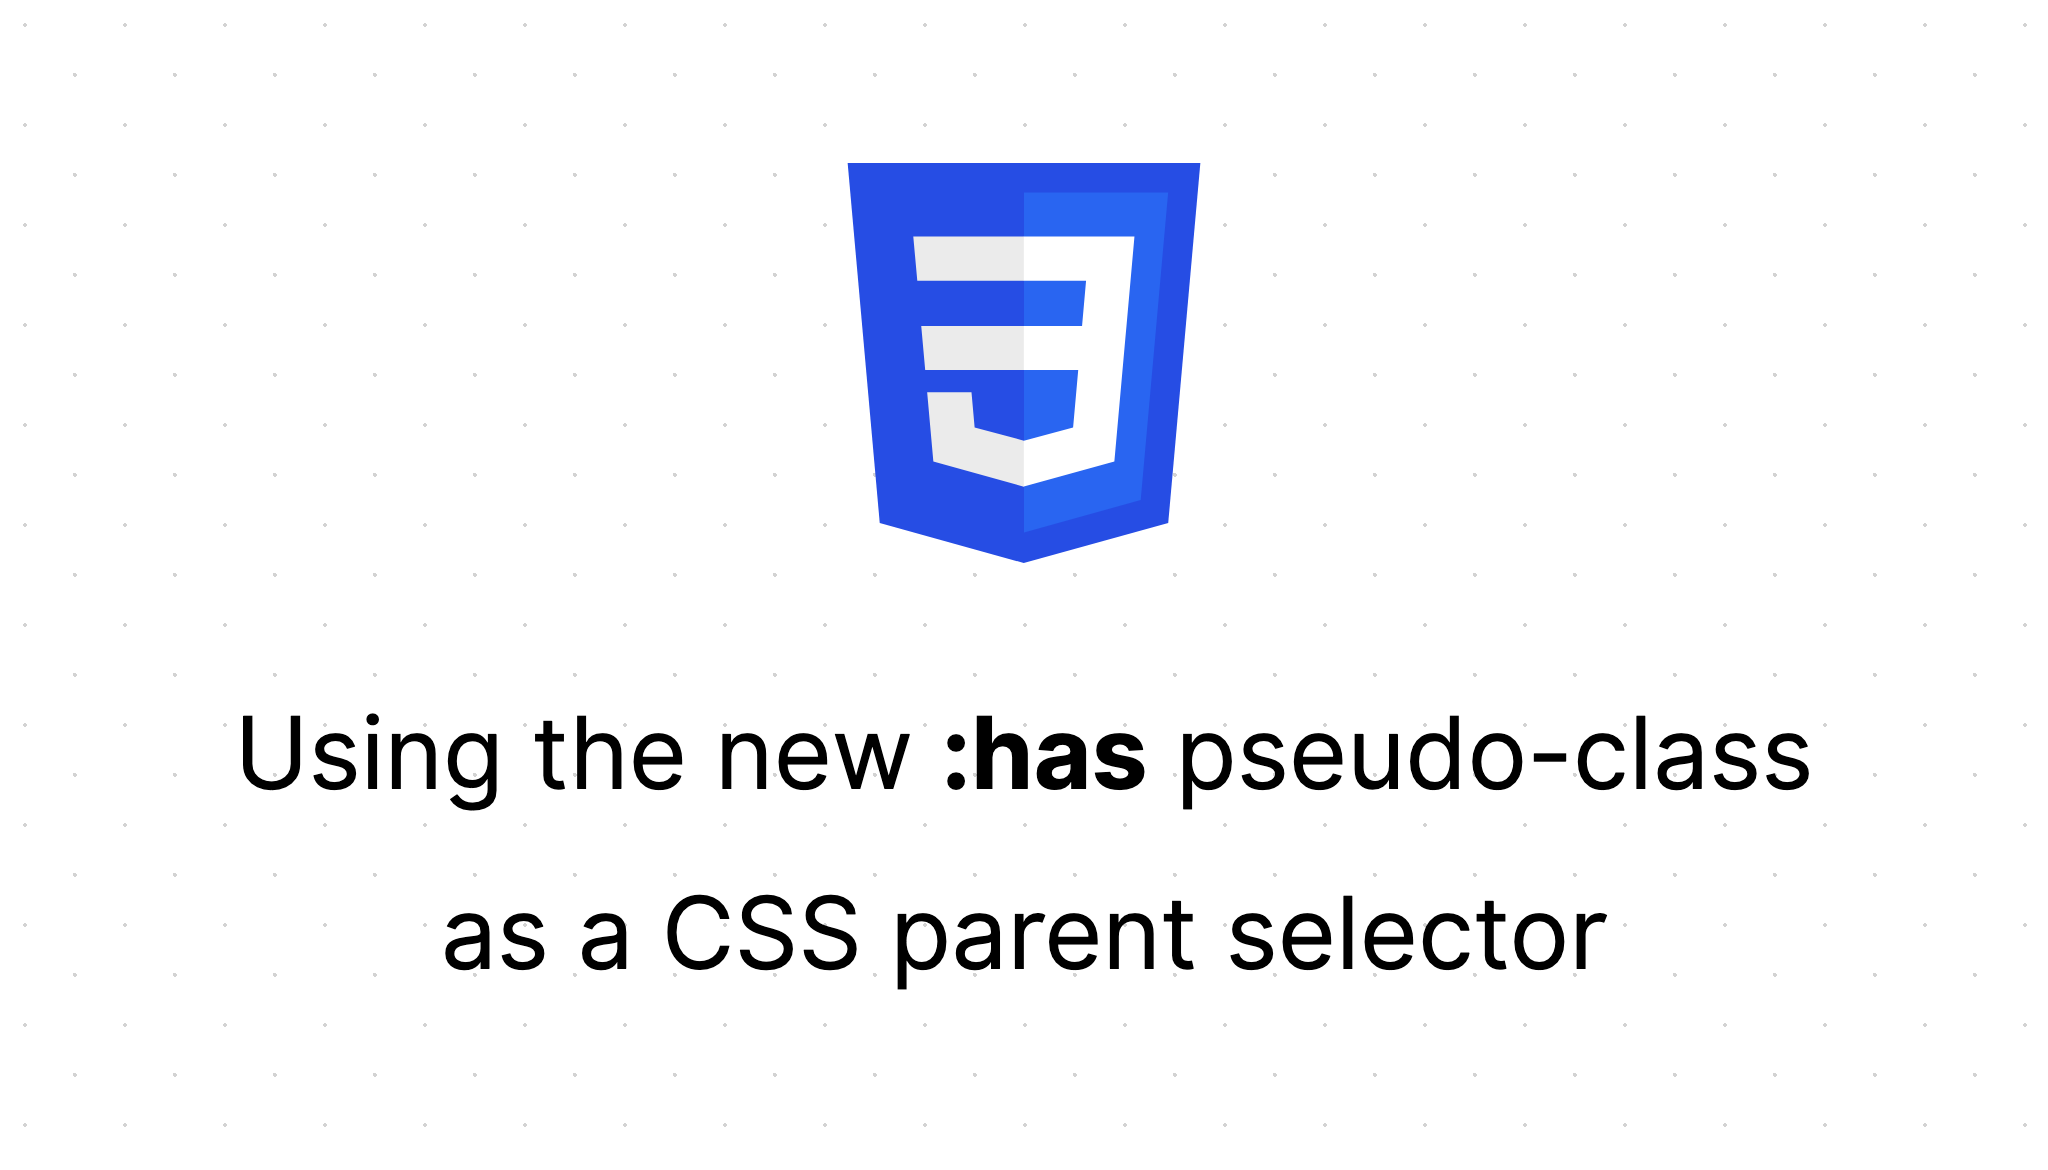 Using the new :has pseudo-class
as a CSS parent selector